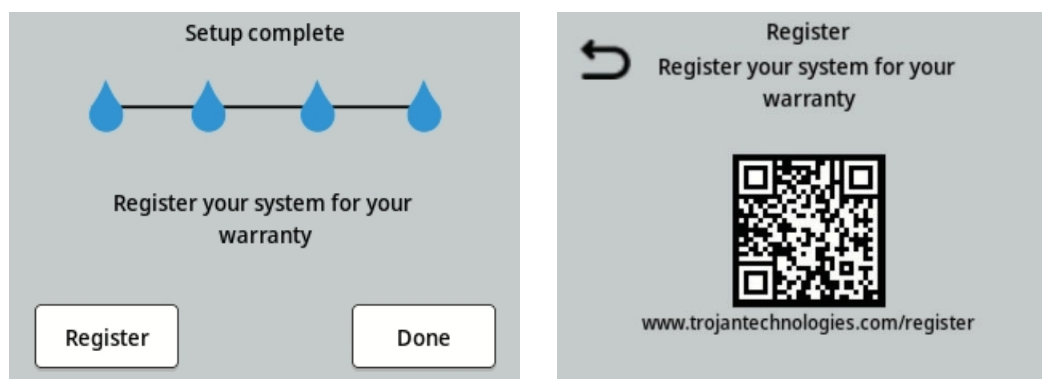 Setup complete
Register your system for your
warranty
Register
Done
Register
Register your system for your
warranty
www.trojantechnologies.com/register